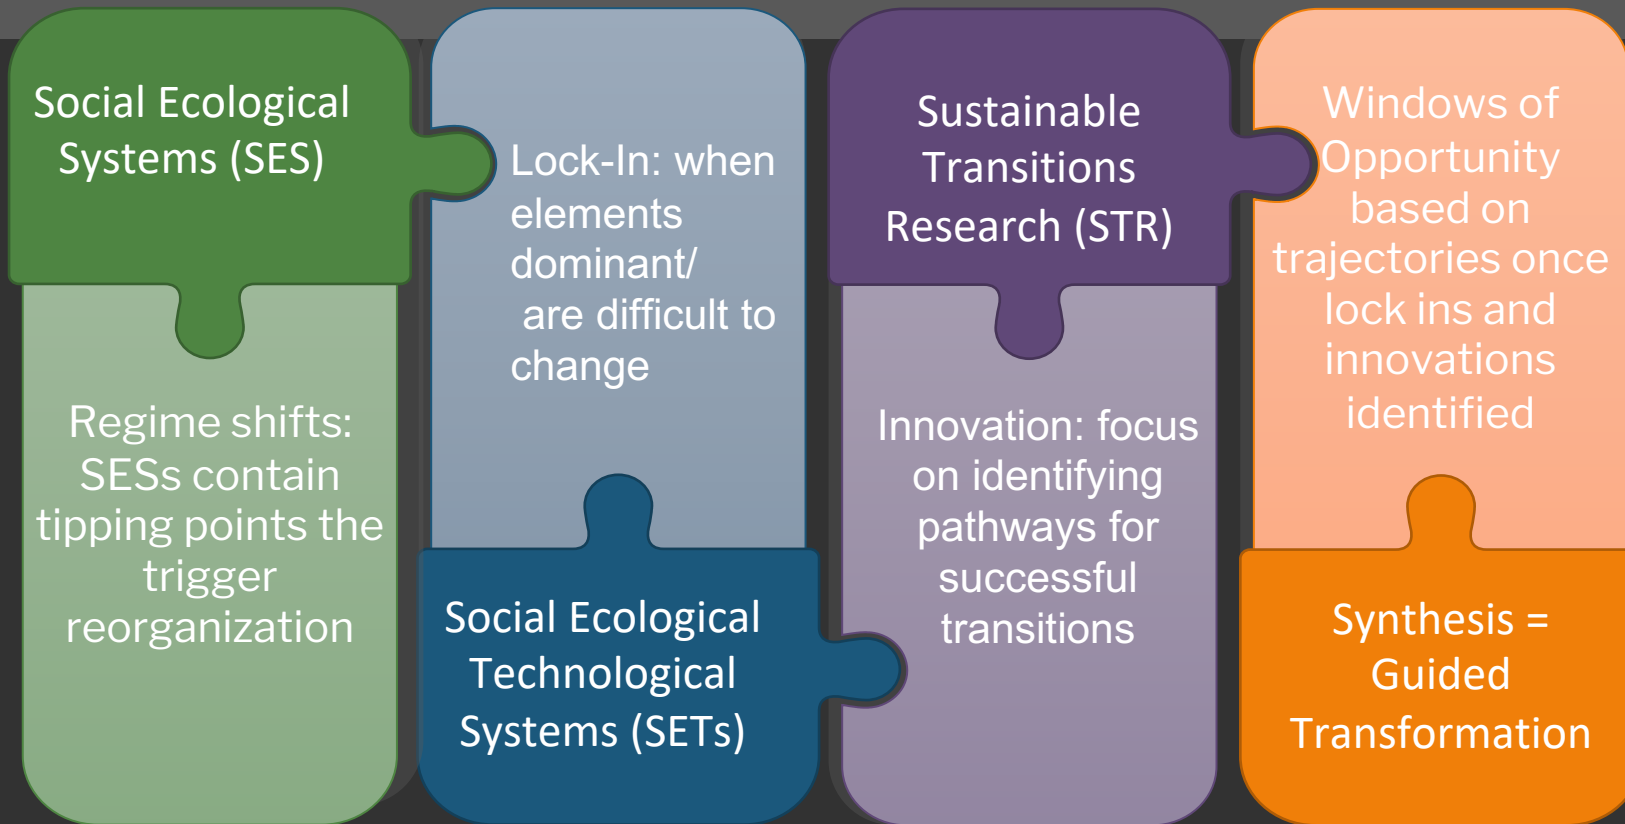 Social Ecological
Systems (SES)
Regime shifts:
SESs contain
tipping points the
trigger
reorganization
Lock-In: when
elements
dominant/
are difficult to
change
Social Ecological
Technological
Systems (SETs)
Sustainable
Transitions
Research (STR)
Innovation: focus
on identifying
pathways for
successful
transitions
Windows of
Opportunity
based on
trajectories once
lock ins and
innovations
identified
Synthesis =
Guided
Transformation